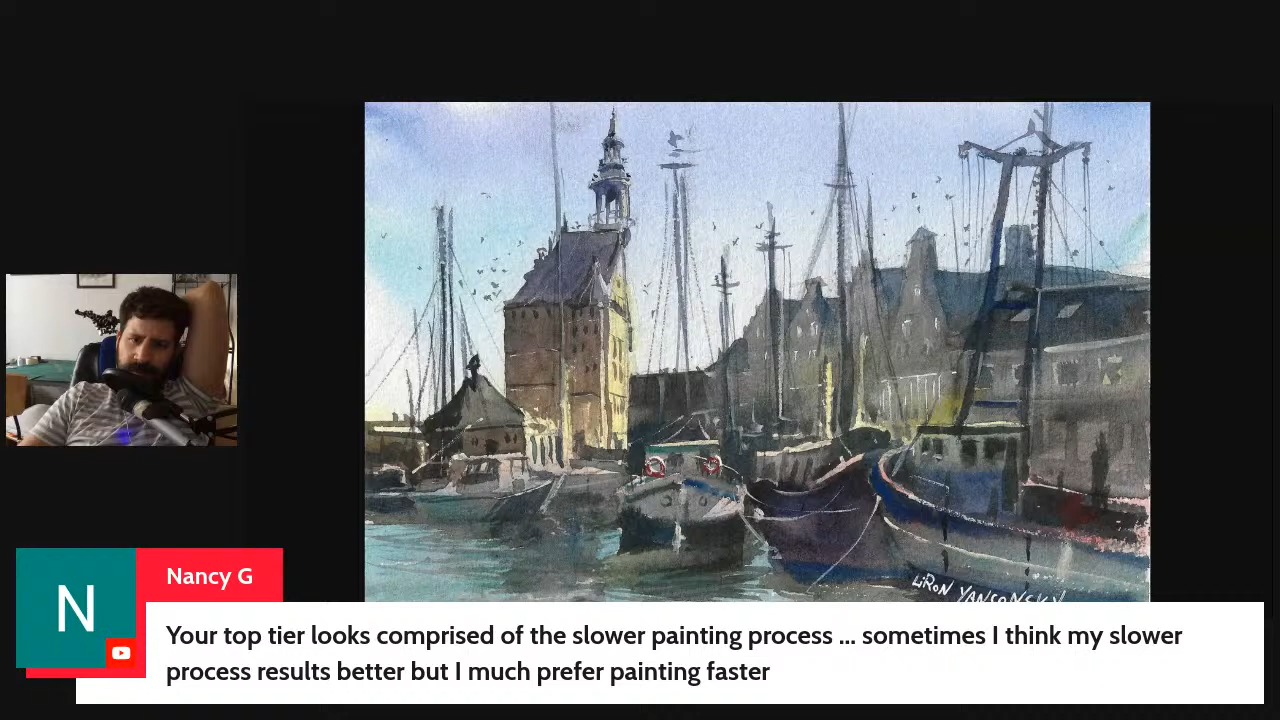 LiRON YANCONSKY
N
Nancy G
Your top tier looks comprised of the slower painting process ... sometimes I think my slower
process results better but I much prefer painting faster